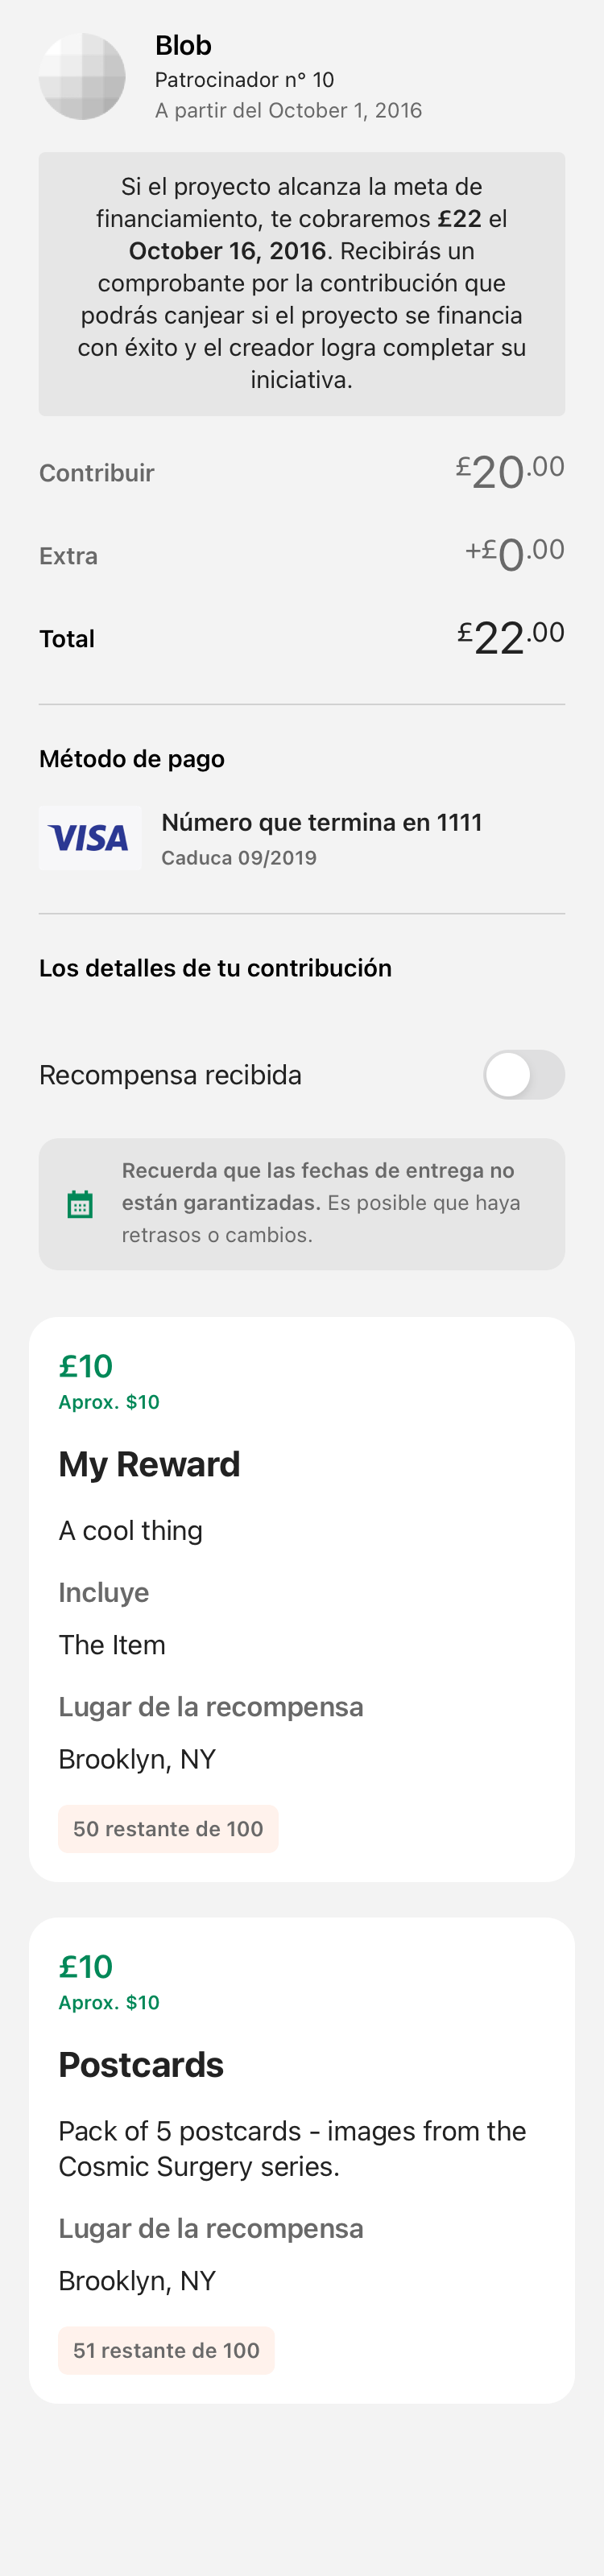 Blob
Patrocinador n° 10
A partir del October 1, 2016
Si el proyecto alcanza la meta de
financiamiento, te cobraremos £22 el
October 16, 2016. Recibirás un
comprobante por la contribución que
podrás canjear si el proyecto se financia
con éxito y el creador logra completar su
iniciativa.
Contribuir £20.00
Extra +£0.00
Total £22.00
Método de pago
VISA
Número que termina en 1111
Caduca 09/2019
Los detalles de tu contribución
Recompensa recibida
Recuerda que las fechas de entrega no
están garantizadas. Es posible que haya
retrasos o cambios.
£10
Aprox. $10
My Reward
A cool thing
Incluye
The Item
Lugar de la recompensa
Brooklyn, NY
50 restante de 100
£10
Aprox. $10
Postcards
Pack of 5 postcards - images from the
Cosmic Surgery series.
Lugar de la recompensa
Brooklyn, NY
51 restante de 100